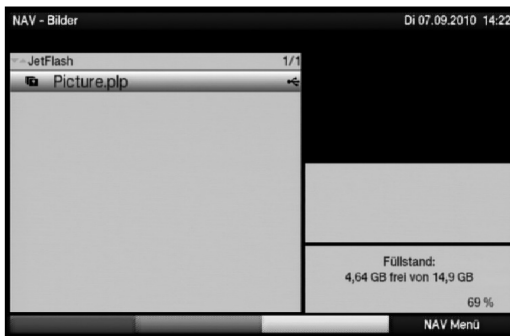 NAV - Bilder
Di 07.09.2010 14:22
JetFlash 1/1
Picture.plp
Füllstand:
4,64 GB frei von 14,9 GB
69 %
NAV Menü